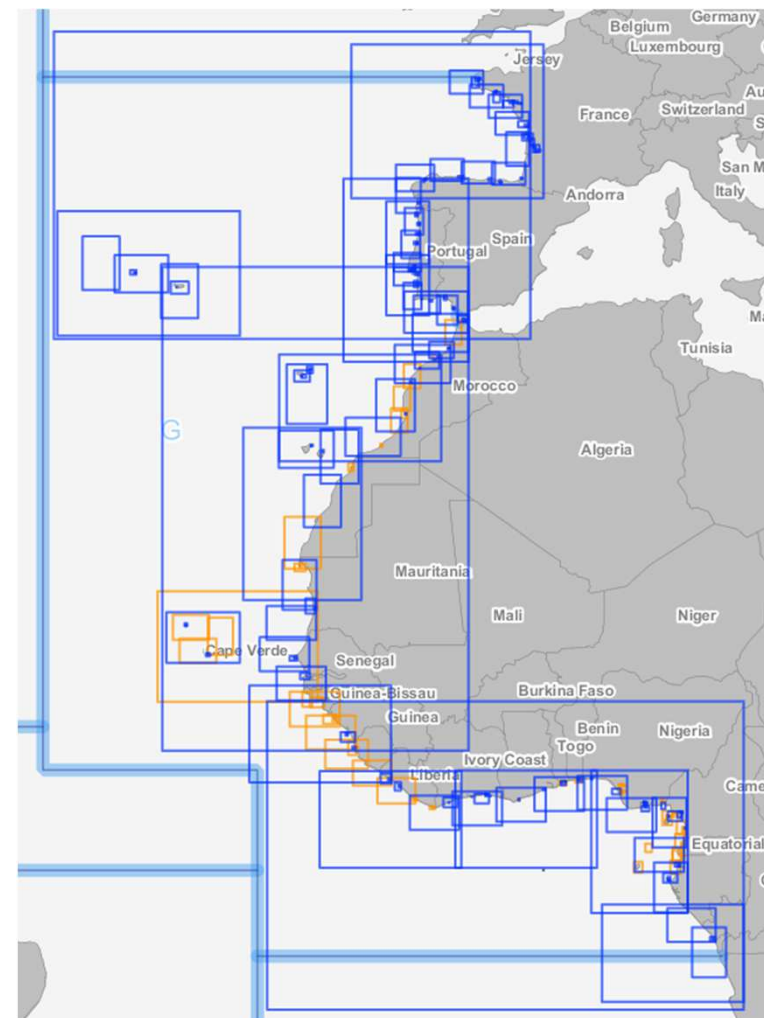 Germany
Belgium
Luxembourg
Jersey
France
Switzerland
Au
S
San M
Italy
Andorra
Spain
Portugal
Ma
Tunisia
Morocco
G
Algeria
Mauritania
Mali
Niger
Cape Verde
Senegal
Guinea-Bissau
Burkina Faso
Guinea
Benin
Nigeria
Togo
Ivory Coast
Liberia
Came
Equatorial